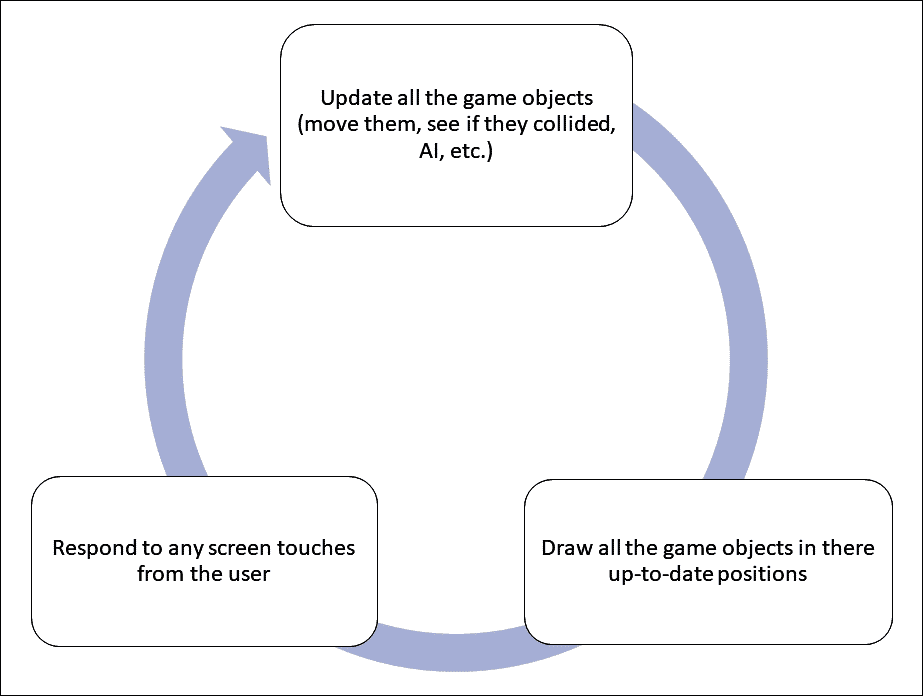 Update all the game objects
(move them, see if they collided,
AI, etc.)
Respond to any screen touches
from the user
Draw all the game objects in there
up-to-date positions